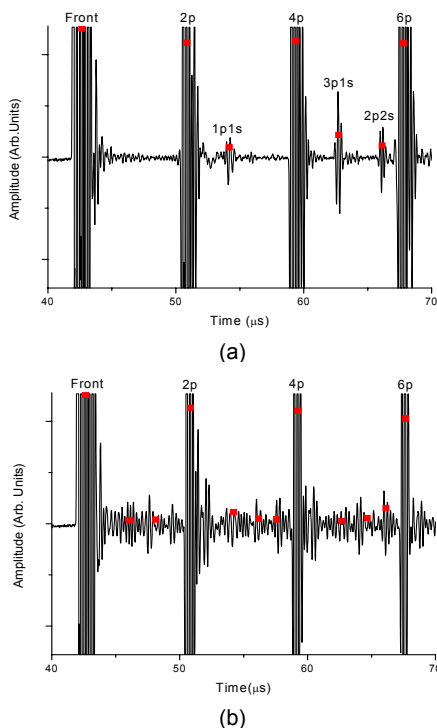 Front 2p 4p 6p
3p1s
1p1s 2p2s
Amplitude (Arb.Units)
40 50 60 70
Time (μs)
(a)
Front 2p 4p 6p
Amplitude (Arb. Units)
40 50 60 70
Time(μs)
(b)